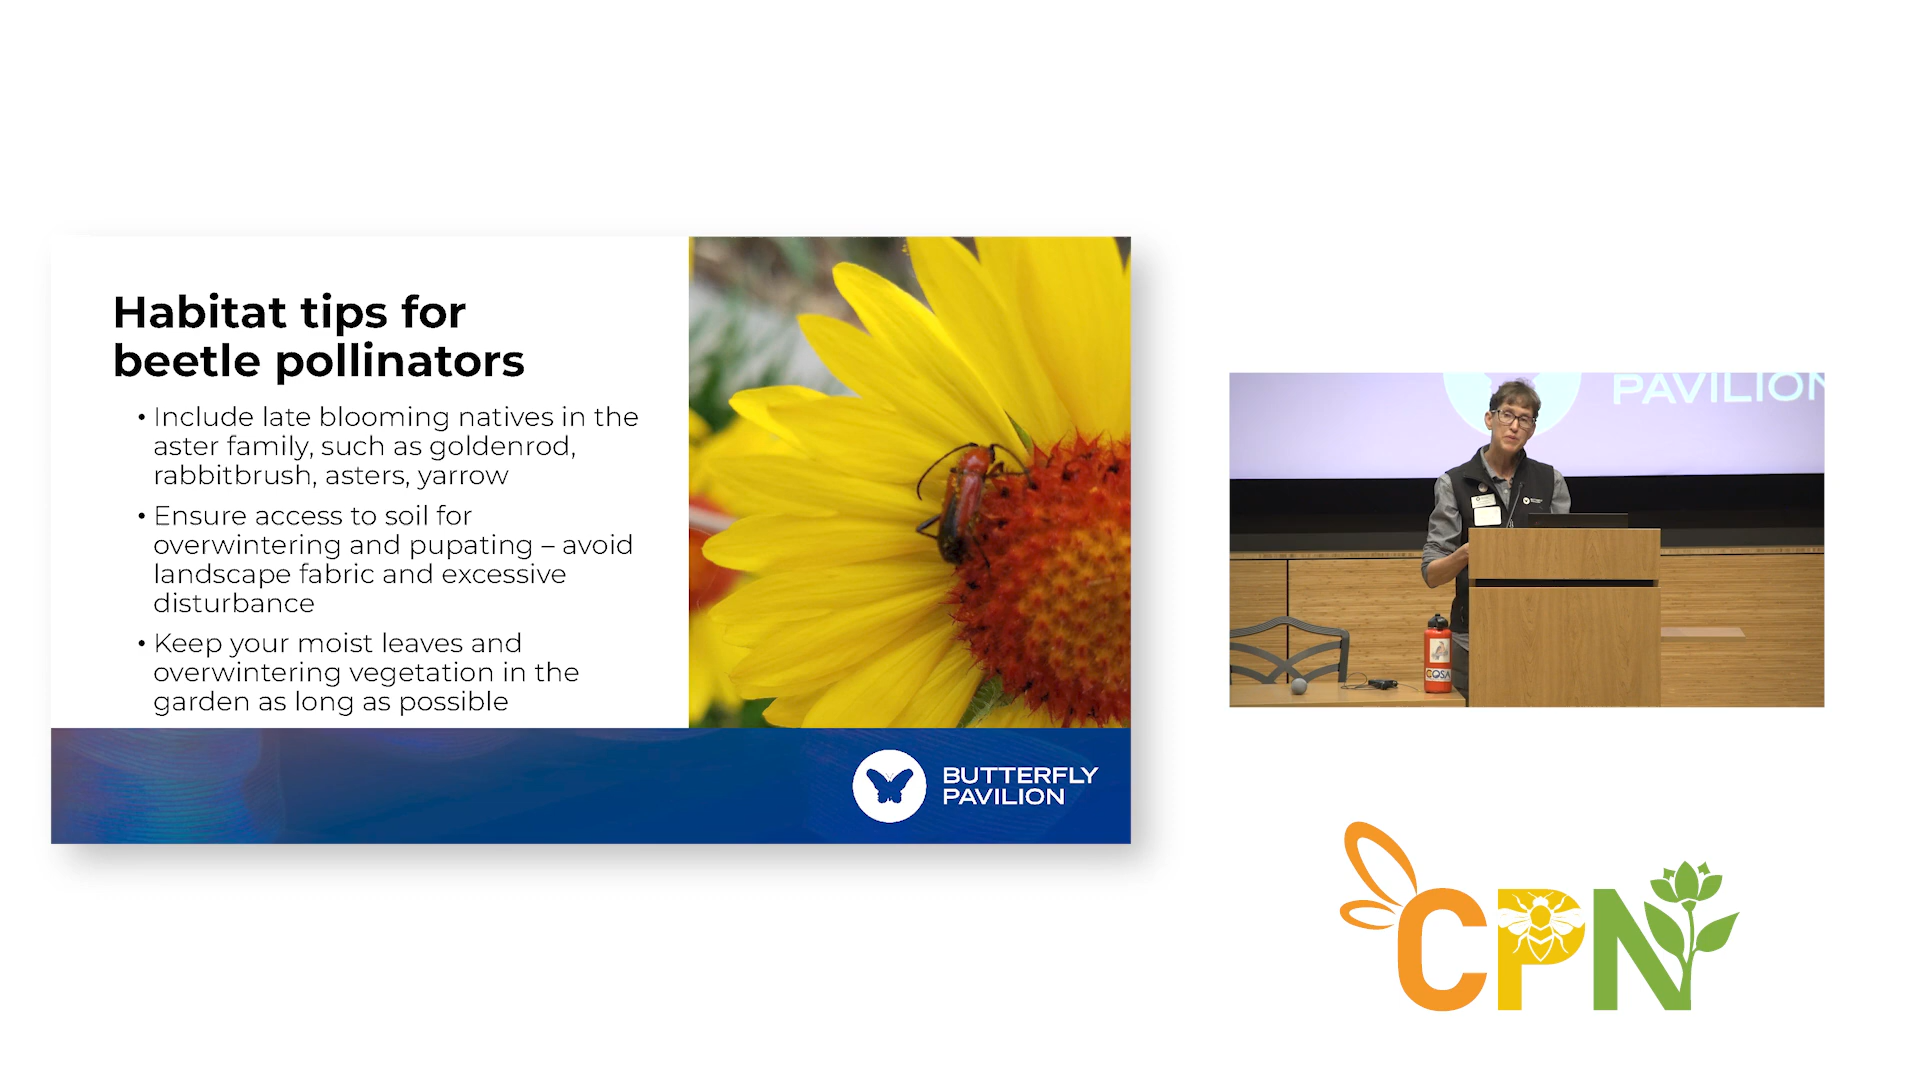 Habitat tips for
beetle pollinators
• Include late blooming natives in the
aster family, such as goldenrod,
rabbitbrush, asters, yarrow
• Ensure access to soil for
overwintering and pupating – avoid
landscape fabric and excessive
disturbance
• Keep your moist leaves and
overwintering vegetation in the
garden as long as possible
BUTTERFLY
PAVILION
PAVILION
COSA
CPN